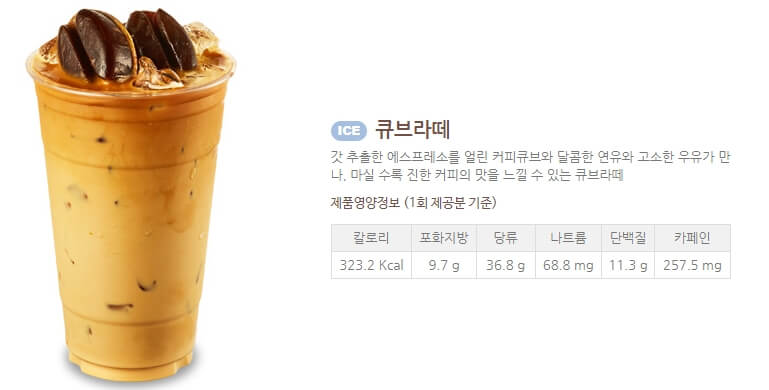 ICE 큐브라떼
갓 추출한 에스프레소를 얼린 커피큐브와 달콤한 연유와 고소한 우유가 만
나, 마실 수록 진한 커피의 맛을 느낄 수 있는 큐브라떼
제품영양정보 (1회 제공분 기준)
칼로리 포화지방 당류 나트륨 단백질 카페인
323.2 Kcal 9.7 g 36.8 g 68.8 mg 11.3 g 257.5 mg